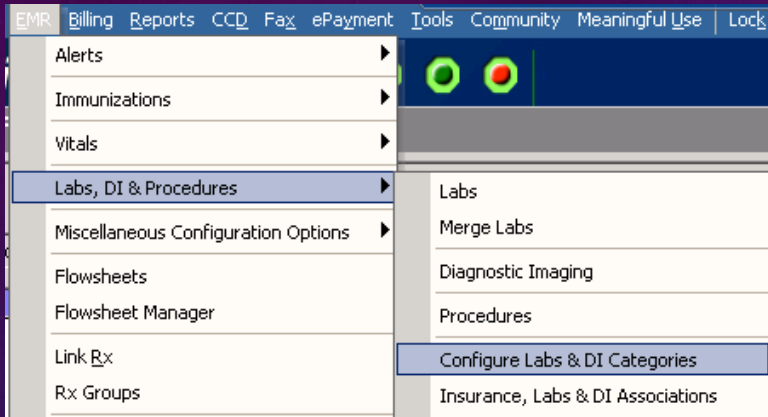 EMR Billing Reports CCD Fax ePayment Tools Community Meaningful Use Lock
Alerts
Immunizations
Vitals
Labs, DI & Procedures
Miscellaneous Configuration Options
Flowsheets
Flowsheet Manager
Link Rx
Rx Groups
Labs
Merge Labs
Diagnostic Imaging
Procedures
Configure Labs & DI Categories
Insurance, Labs & DI Associations